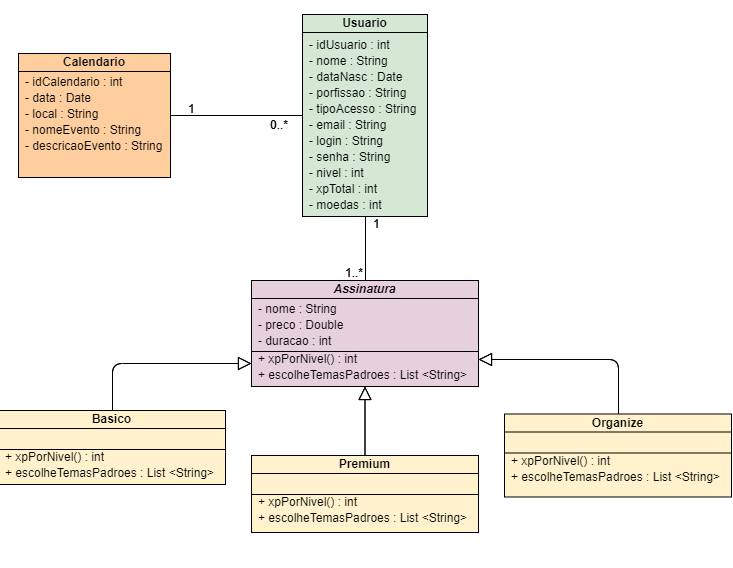 Usuario
- idUsuario : int
- nome : String
- dataNasc : Date
- porfissao : String
- tipoAcesso : String
- email : String
- login : String
- senha : String
- nivel : int
- xpTotal : int
- moedas : int
Calendario
- idCalendario : int
- data : Date
- local : String
- nomeEvento : String
- descricaoEvento : String
1
0..*
1
1..*
Assinatura
- nome : String
- preco : Double
- duracao : int
+ xpPorNivel() : int
+ escolheTemasPadroes : List <String>
Basico
+ xpPorNivel() : int
+ escolheTemasPadroes : List <String>
Premium
+ xpPorNivel() : int
+ escolheTemasPadroes : List <String>
Organize
+ xpPorNivel() : int
+ escolheTemasPadroes : List <String>